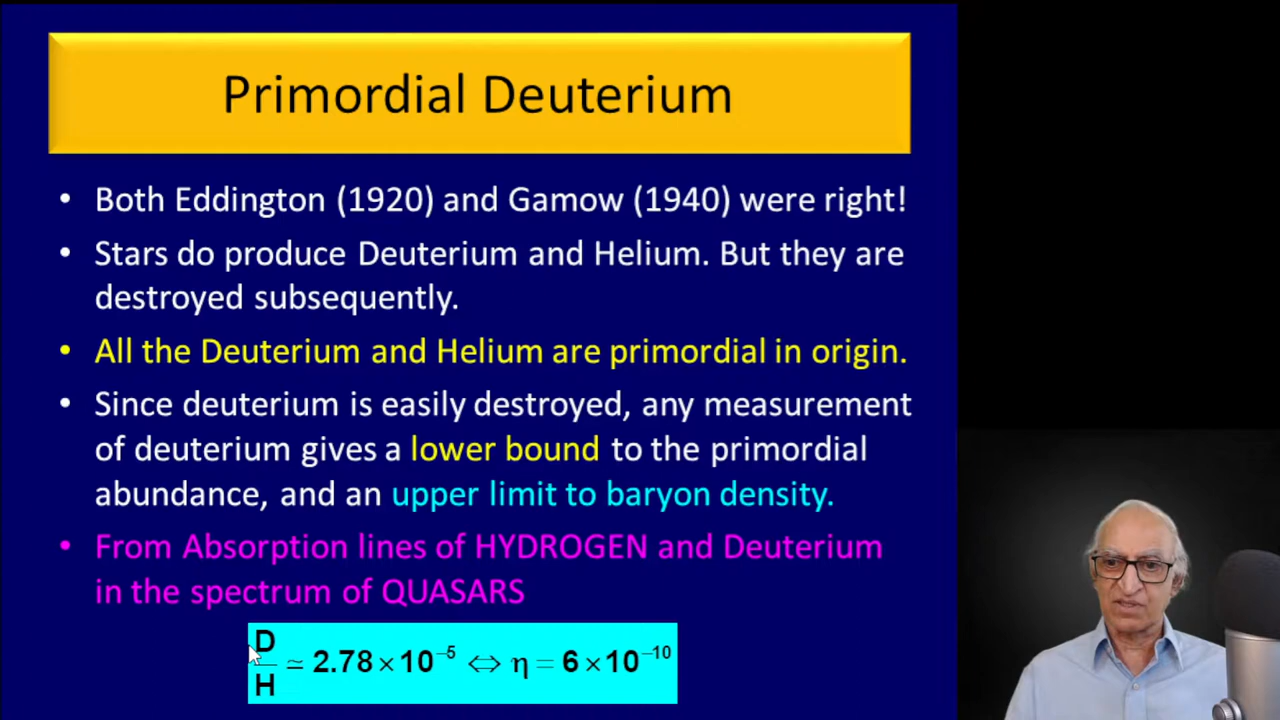 Primordial Deuterium
• Both Eddington (1920) and Gamow (1940) were right!
• Stars do produce Deuterium and Helium. But they are
destroyed subsequently.
• All the Deuterium and Helium are primordial in origin.
• Since deuterium is easily destroyed, any measurement
of deuterium gives a lower bound to the primordial
abundance, and an upper limit to baryon density.
• From Absorption lines of HYDROGEN and Deuterium
in the spectrum of QUASARS
D/H ≃ 2.78 × 10⁻⁵ ⇔ η = 6 × 10⁻¹⁰